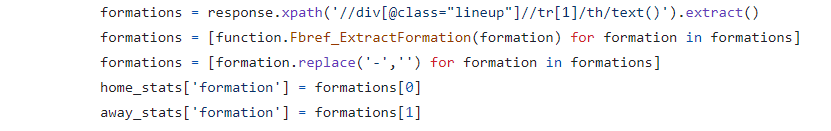 formations = response.xpath('//div[@class="lineup"]//tr[1]/th/text()').extract()
formations = [function.Fbref_ExtractFormation(formation) for formation in formations]
formations = [formation.replace('-','') for formation in formations]
home_stats['formation'] = formations[0]
away_stats['formation'] = formations[1]